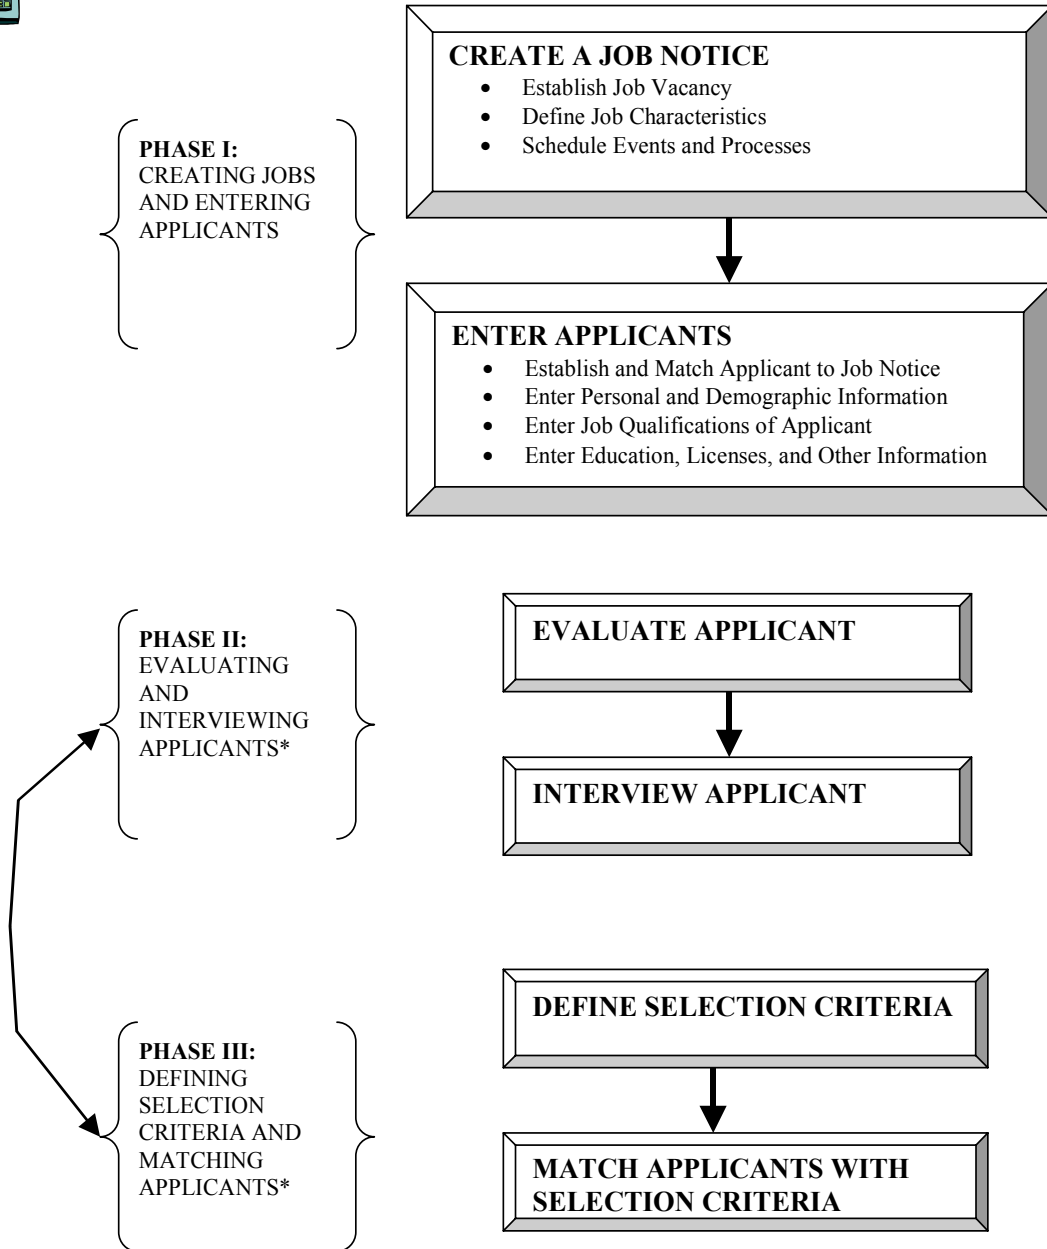 CREATE A JOB NOTICE
• Establish Job Vacancy
• Define Job Characteristics
• Schedule Events and Processes
PHASE I:
CREATING JOBS
AND ENTERING
APPLICANTS
ENTER APPLICANTS
• Establish and Match Applicant to Job Notice
• Enter Personal and Demographic Information
• Enter Job Qualifications of Applicant
• Enter Education, Licenses, and Other Information
PHASE II:
EVALUATING
AND
INTERVIEWING
APPLICANTS*
EVALUATE APPLICANT
INTERVIEW APPLICANT
PHASE III:
DEFINING
SELECTION
CRITERIA AND
MATCHING
APPLICANTS*
DEFINE SELECTION CRITERIA
MATCH APPLICANTS WITH
SELECTION CRITERIA